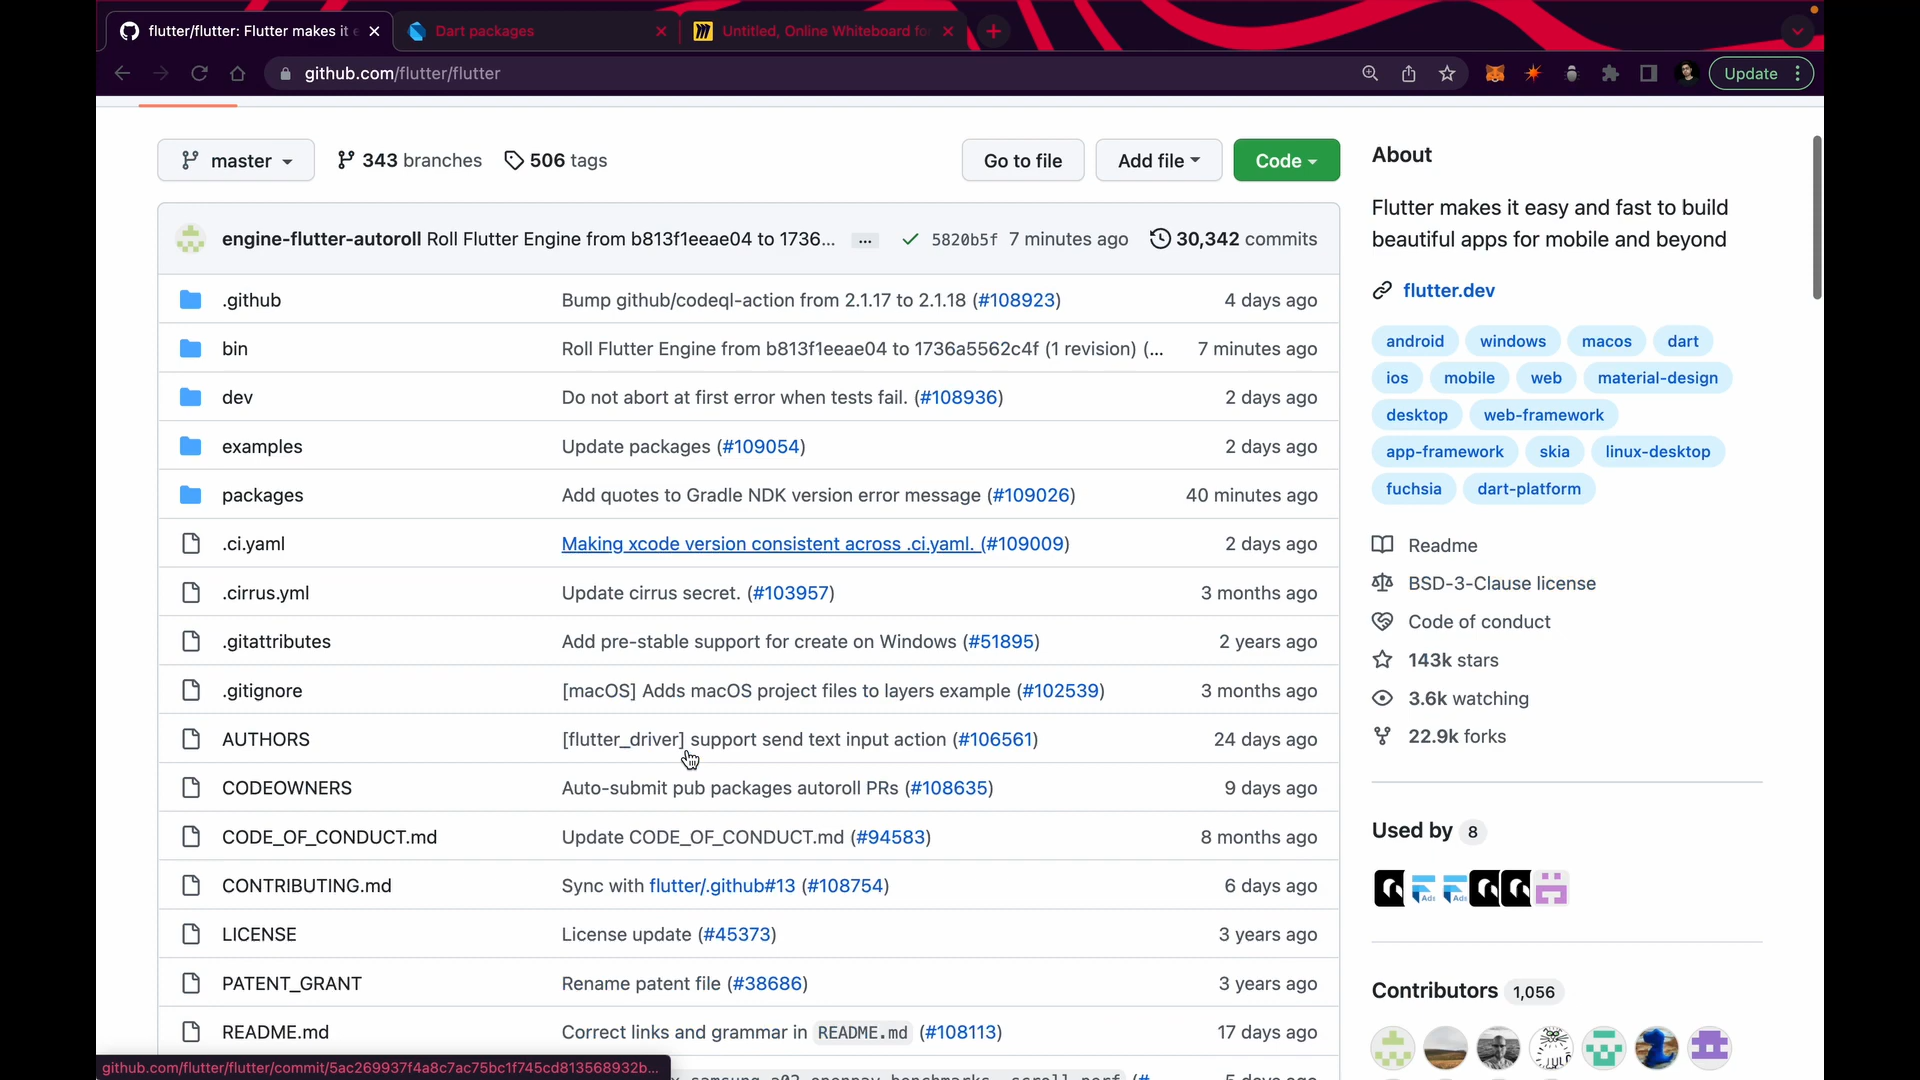 flutter/flutter: Flutter makes it e
Dart packages
Untitled, Online Whiteboard fo
github.com/flutter/flutter
Update
master
343 branches
506 tags
Go to file
Add file
Code
engine-flutter-autoroll Roll Flutter Engine from b813f1eeae04 to 1736... ... 5820b5f 7 minutes ago 30,342 commits
.github Bump github/codeql-action from 2.1.17 to 2.1.18 (#108923) 4 days ago
bin Roll Flutter Engine from b813f1eeae04 to 1736a5562c4f (1 revision) (... 7 minutes ago
dev Do not abort at first error when tests fail. (#108936) 2 days ago
examples Update packages (#109054) 2 days ago
packages Add quotes to Gradle NDK version error message (#109026) 40 minutes ago
.ci.yaml Making xcode version consistent across .ci.yaml. (#109009) 2 days ago
.cirrus.yml Update cirrus secret. (#103957) 3 months ago
.gitattributes Add pre-stable support for create on Windows (#51895) 2 years ago
.gitignore [macOS] Adds macOS project files to layers example (#102539) 3 months ago
AUTHORS [flutter_driver] support send text input action (#106561) 24 days ago
CODEOWNERS Auto-submit pub packages autoroll PRs (#108635) 9 days ago
CODE_OF_CONDUCT.md Update CODE_OF_CONDUCT.md (#94583) 8 months ago
CONTRIBUTING.md Sync with flutter/.github#13 (#108754) 6 days ago
LICENSE License update (#45373) 3 years ago
PATENT_GRANT Rename patent file (#38686) 3 years ago
README.md Correct links and grammar in README.md (#108113) 17 days ago
github.com/flutter/flutter/commit/5ac269937f4a8c7ac75bc1f745cd813568932b...
About
Flutter makes it easy and fast to build
beautiful apps for mobile and beyond
flutter.dev
android windows macos dart
ios mobile web material-design
desktop web-framework
app-framework skia linux-desktop
fuchsia dart-platform
Readme
BSD-3-Clause license
Code of conduct
143k stars
3.6k watching
22.9k forks
Used by 8
Contributors 1,056